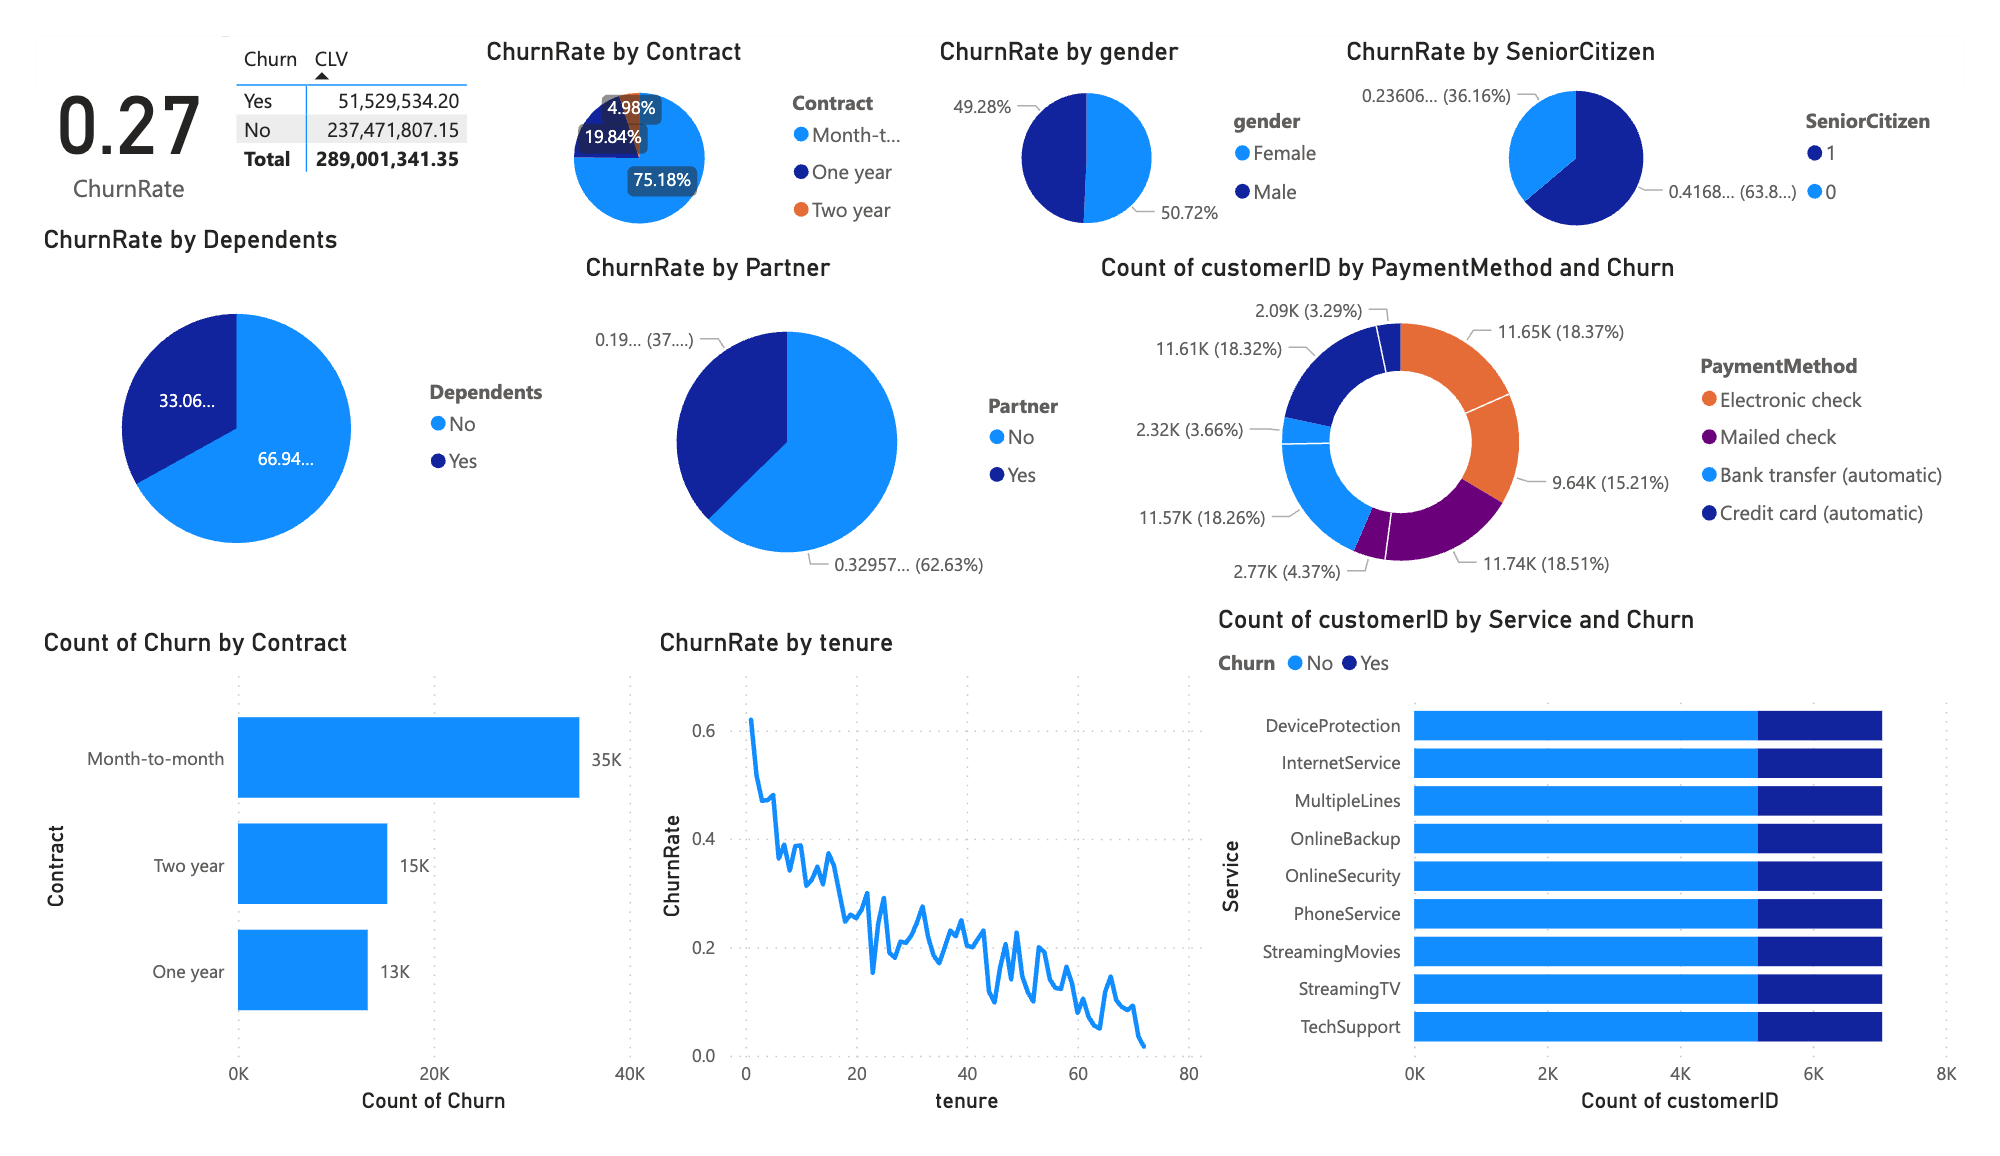 0.27
ChurnRate
Churn CLV
Yes 51,529,534.20
No 237,471,807.15
Total 289,001,341.35
ChurnRate by Contract
4.98%
19.84%
75.18%
Contract
Month-t...
One year
Two year
ChurnRate by gender
49.28%
50.72%
gender
Female
Male
ChurnRate by SeniorCitizen
0.23606... (36.16%)
0.4168... (63.8...)
SeniorCitizen
1
0
ChurnRate by Dependents
33.06...
66.94...
Dependents
No
Yes
ChurnRate by Partner
0.19... (37....)
0.32957... (62.63%)
Partner
No
Yes
Count of customerID by PaymentMethod and Churn
2.09K (3.29%)
11.65K (18.37%)
11.61K (18.32%)
2.32K (3.66%)
9.64K (15.21%)
11.57K (18.26%)
2.77K (4.37%)
11.74K (18.51%)
PaymentMethod
Electronic check
Mailed check
Bank transfer (automatic)
Credit card (automatic)
Count of Churn by Contract
Contract
Month-to-month 35K
Two year 15K
One year 13K
0K 20K 40K
Count of Churn
ChurnRate by tenure
ChurnRate
0.6
0.4
0.2
0.0
0 20 40 60 80
tenure
Count of customerID by Service and Churn
Churn No Yes
Service
DeviceProtection
InternetService
MultipleLines
OnlineBackup
OnlineSecurity
PhoneService
StreamingMovies
StreamingTV
TechSupport
0K 2K 4K 6K 8K
Count of customerID